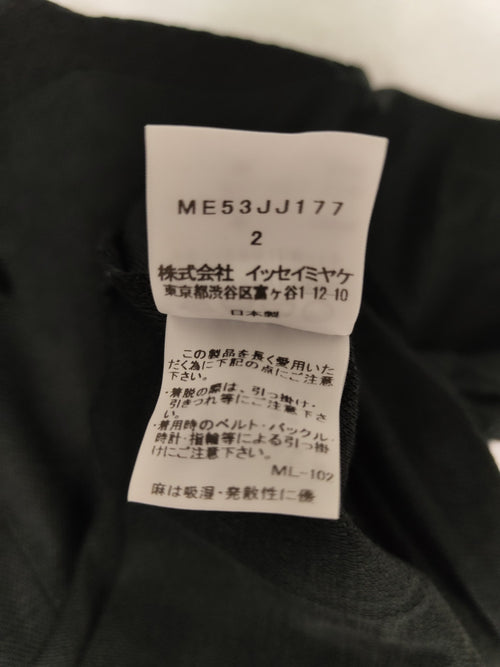 ME53JJ177
2
株式会社 イッセイミヤケ
東京都渋谷区富ヶ谷1-12-10
日本製
この製品を長く愛用いた
だく為に下記の点にご注意
下さい。
・着脱の際は、引っ掛け・
引きつれ等にご注意下さ
い。
・着用時のベルト・バックル・
時計・指輪等による引っ掛
けにご注意下さい。
ML-102
麻は吸湿・発散性に優